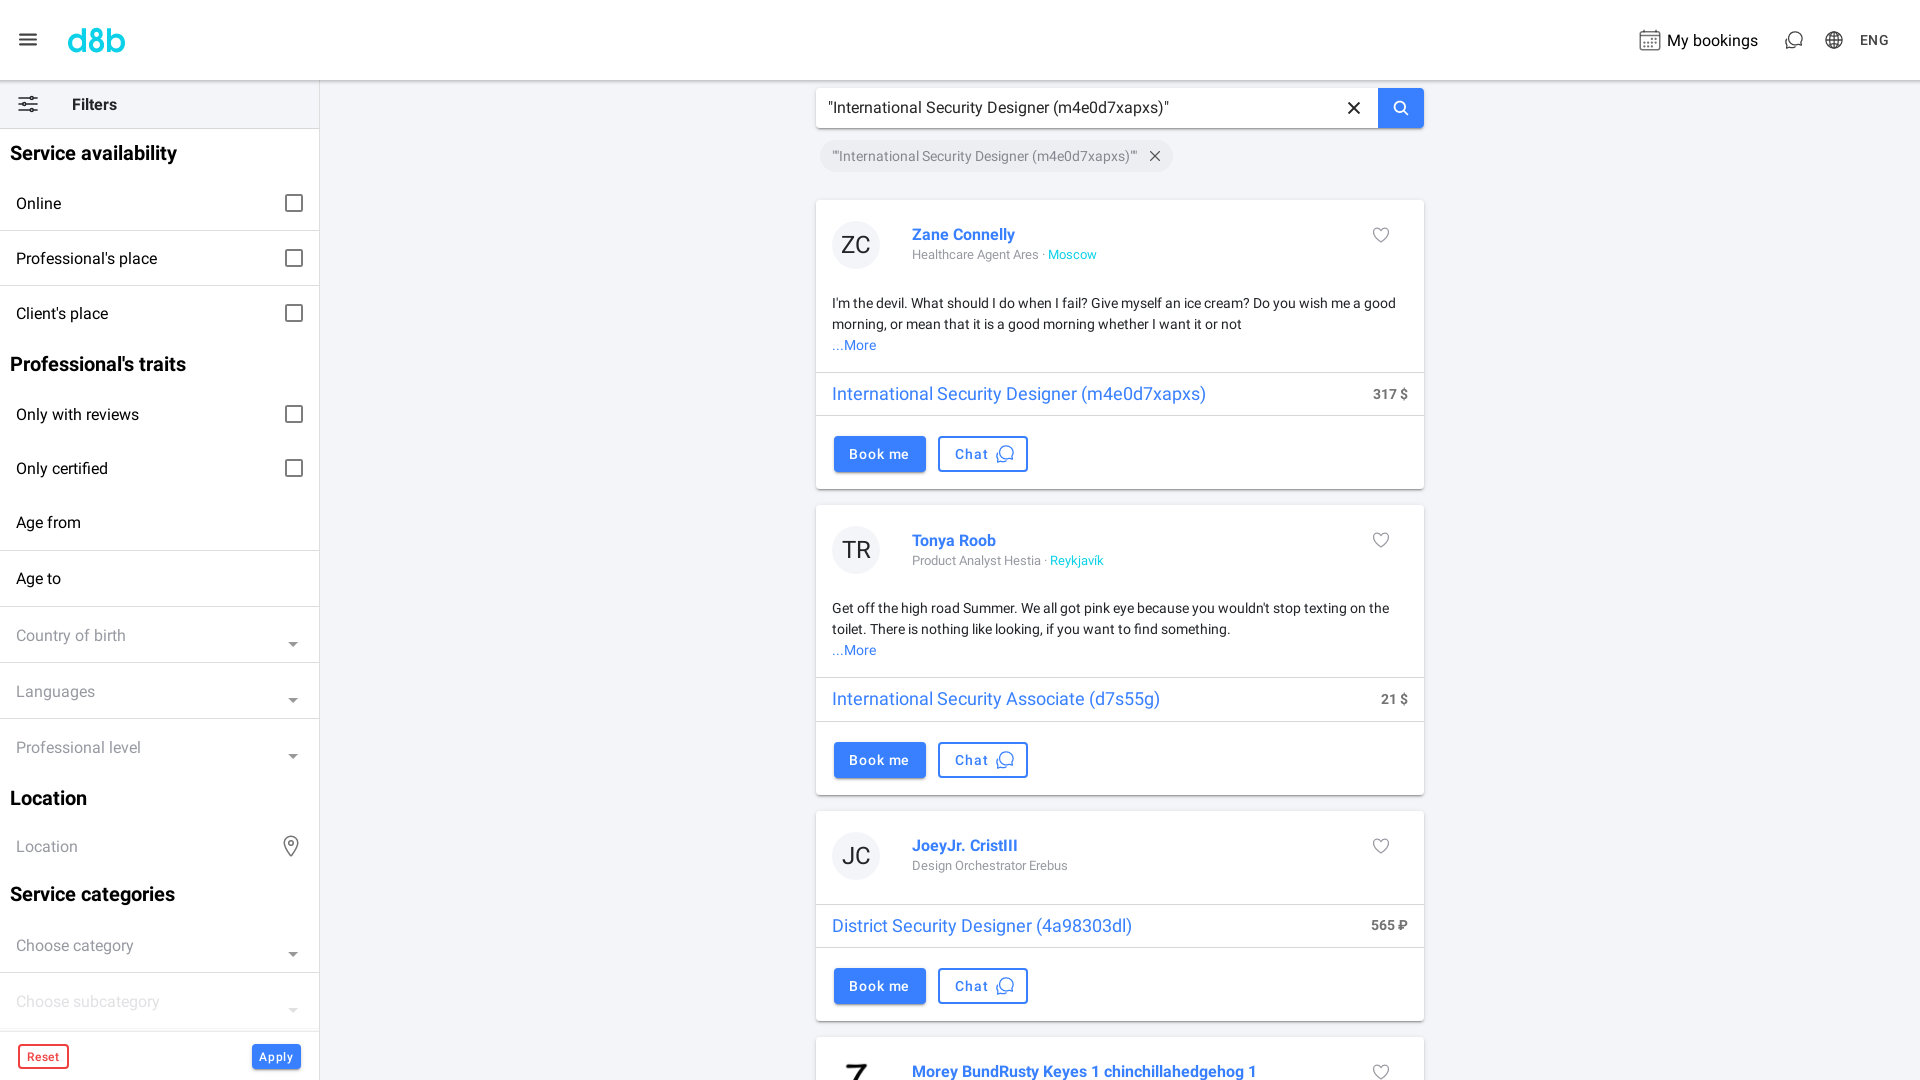 d8b
My bookings
ENG
Filters
Service availability
Online
Professional's place
Client's place
Professional's traits
Only with reviews
Only certified
Age from
Age to
Country of birth
Languages
Professional level
Location
Location
Service categories
Choose category
Choose subcategory
Reset
Apply
"International Security Designer (m4e0d7xapxs)"
""International Security Designer (m4e0d7xapxs)""
ZC
Zane Connelly
Healthcare Agent Ares · Moscow
I'm the devil. What should I do when I fail? Give myself an ice cream? Do you wish me a good
morning, or mean that it is a good morning whether I want it or not
...More
International Security Designer (m4e0d7xapxs)
317 $
Book me
Chat
TR
Tonya Roob
Product Analyst Hestia · Reykjavík
Get off the high road Summer. We all got pink eye because you wouldn't stop texting on the
toilet. There is nothing like looking, if you want to find something.
...More
International Security Associate (d7s55g)
21 $
Book me
Chat
JC
JoeyJr. CristIII
Design Orchestrator Erebus
District Security Designer (4a98303dl)
565 ₽
Book me
Chat
Morey BundRusty Keyes 1 chinchillahedgehog 1